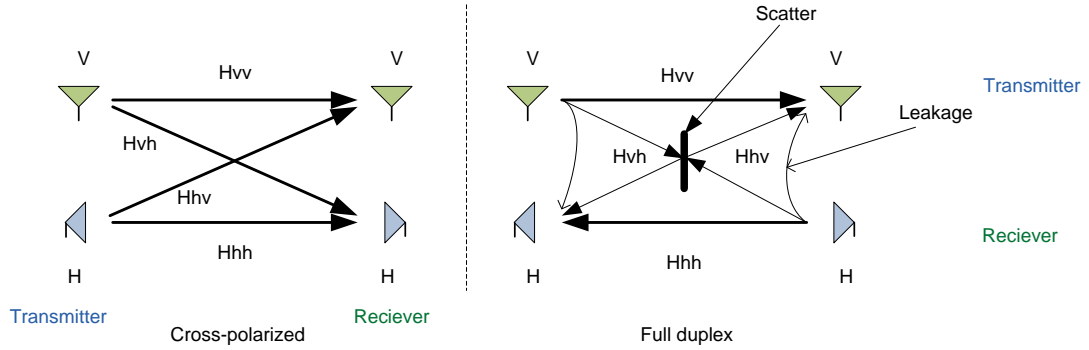 Scatter
V
V
V
V
Hvv
Hvv
Transmitter
Leakage
Hvh
Hvh
Hhv
Hhv
Reciever
Hhh
Hhh
H
H
H
H
Transmitter
Reciever
Cross-polarized
Full duplex